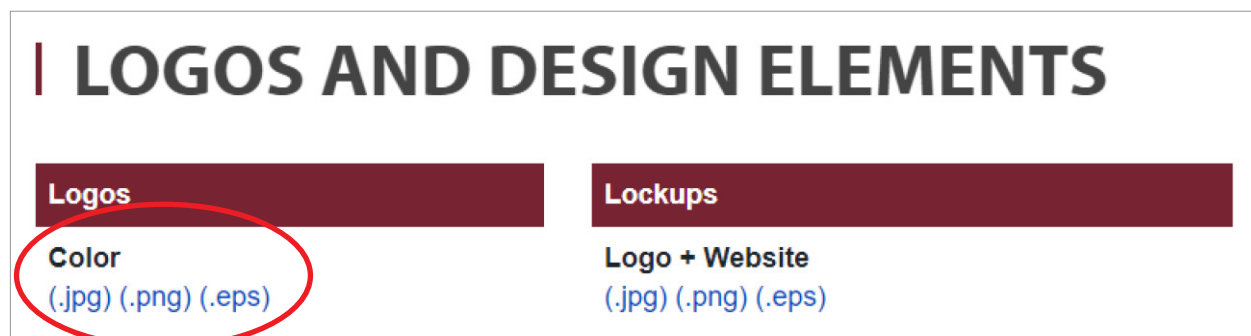 LOGOS AND DESIGN ELEMENTS
Logos
Color
(.jpg) (.png) (.eps)
Lockups
Logo + Website
(.jpg) (.png) (.eps)